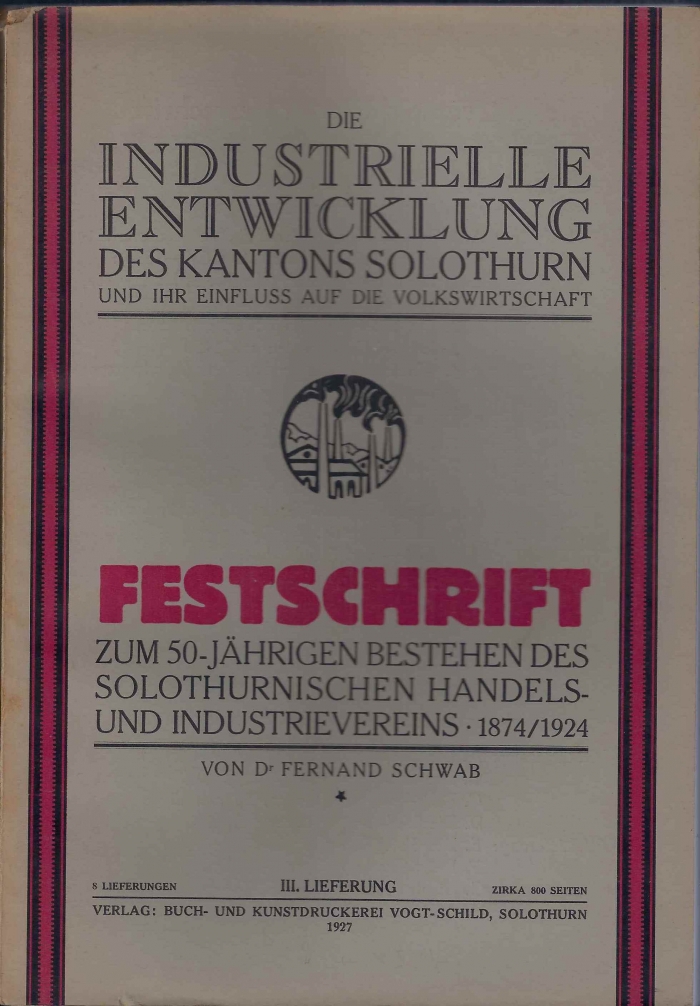 DIE
INDUSTRIELLE
ENTWICKLUNG
DES KANTONS SOLOTHURN
UND IHR EINFLUSS AUF DIE VOLKSWIRTSCHAFT
FESTSCHRIFT
ZUM 50-JÄHRIGEN BESTEHEN DES
SOLOTHURNISCHEN HANDELS-
UND INDUSTRIEVEREINS · 1874/1924
VON Dr FERNAND SCHWAB
8 LIEFERUNGEN III. LIEFERUNG ZIRKA 800 SEITEN
VERLAG: BUCH- UND KUNSTDRUCKEREI VOGT-SCHILD, SOLOTHURN
1927